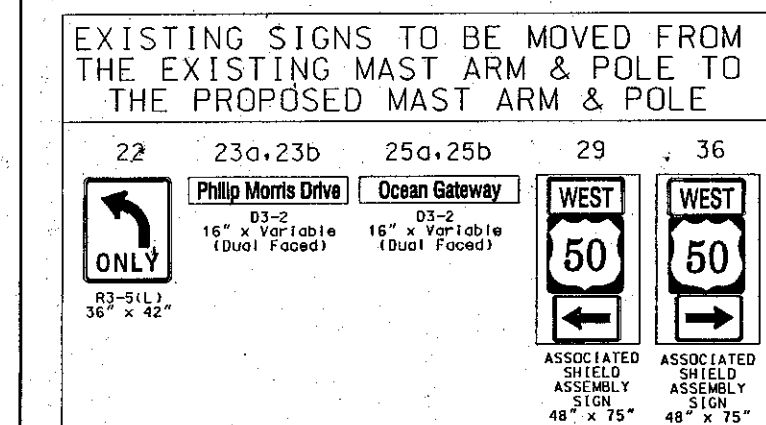 EXISTING SIGNS TO BE MOVED FROM
THE EXISTING MAST ARM & POLE TO
THE PROPOSED MAST ARM & POLE
22
ONLY
R3-5(L)
36" x 42"
23a,23b
Philip Morris Drive
D3-2
16" x Variable
(Dual Faced)
25a,25b
Ocean Gateway
D3-2
16" x Variable
(Dual Faced)
29
WEST
50
ASSOCIATED
SHIELD
ASSEMBLY
SIGN
48" x 75"
36
WEST
50
ASSOCIATED
SHIELD
ASSEMBLY
SIGN
48" x 75"